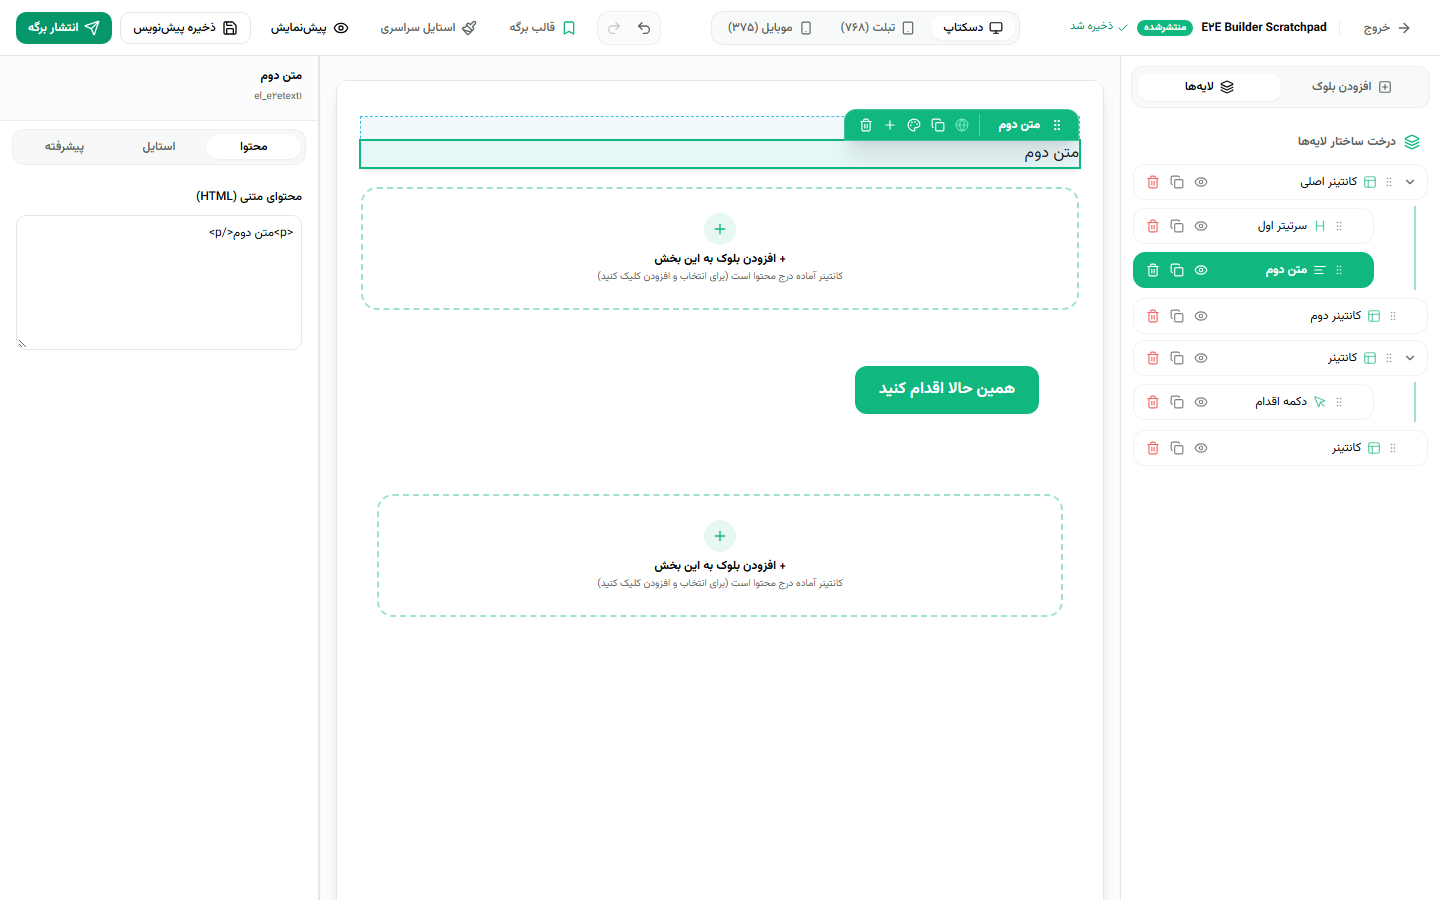 خروج
E۲E Builder Scratchpad
منتشرشده
ذخیره شد
دسکتاپ
تبلت (۷۶۸)
موبایل (۳۷۵)
قالب برگه
استایل سراسری
پیش‌نمایش
ذخیره پیش‌نویس
انتشار برگه
افزودن بلوک
لایه‌ها
درخت ساختار لایه‌ها
کانتینر اصلی
سرتیتر اول
متن دوم
کانتینر دوم
کانتینر
دکمه اقدام
کانتینر
متن دوم
متن دوم
+ افزودن بلوک به این بخش
کانتینر آماده درج محتوا است (برای انتخاب و افزودن کلیک کنید)
همین حالا اقدام کنید
+ افزودن بلوک به این بخش
کانتینر آماده درج محتوا است (برای انتخاب و افزودن کلیک کنید)
متن دوم
el_e۲etext۱
محتوا
استایل
پیشرفته
محتوای متنی (HTML)
<p>متن دوم</p>